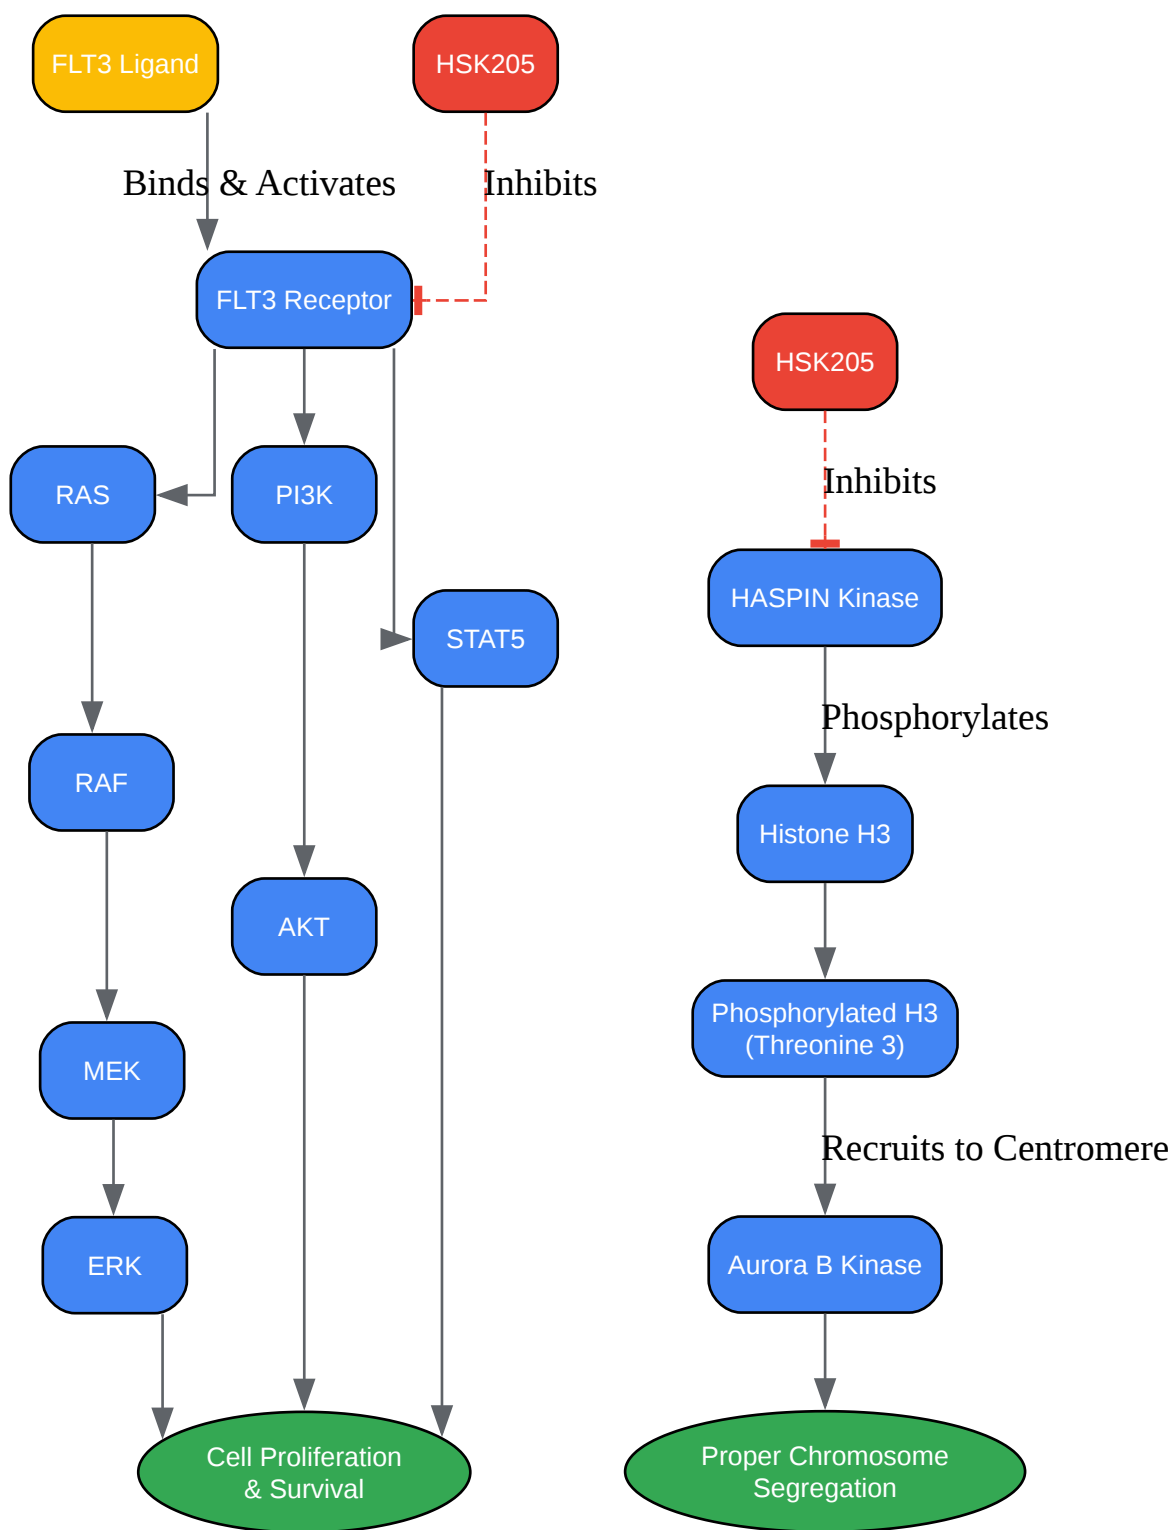 FLT3 Ligand
HSK205
Binds & Activates
Inhibits
FLT3 Receptor
RAS
PI3K
STAT5
RAF
AKT
MEK
ERK
Cell Proliferation
& Survival
HSK205
Inhibits
HASPIN Kinase
Phosphorylates
Histone H3
Phosphorylated H3
(Threonine 3)
Recruits to Centromere
Aurora B Kinase
Proper Chromosome
Segregation